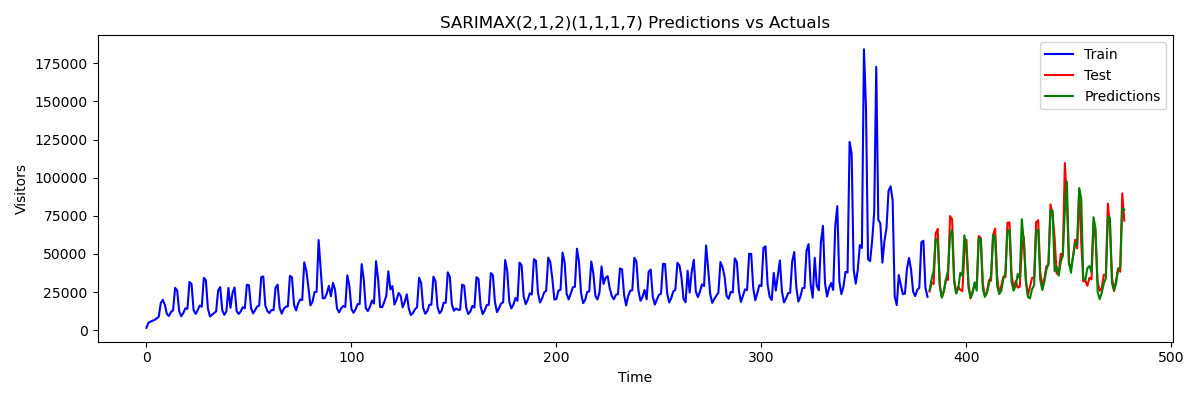 SARIMAX(2,1,2)(1,1,1,7) Predictions vs Actuals
Train
Test
Predictions
Visitors
175000
150000
125000
100000
75000
50000
25000
0
0 100 200 300 400 500
Time